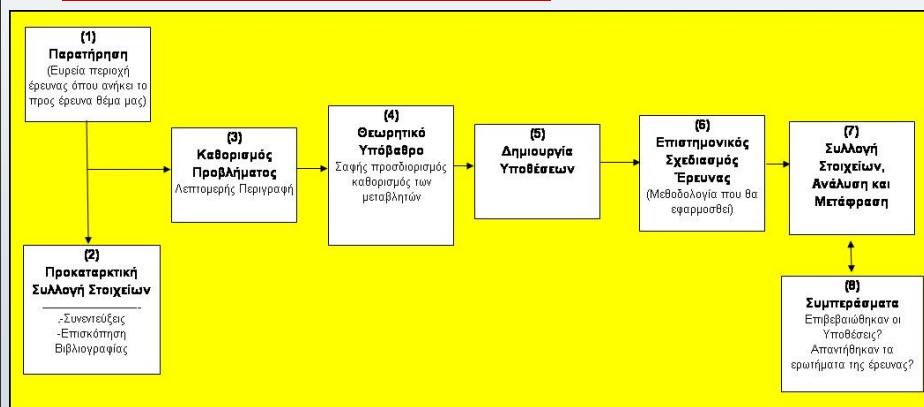 (1)
Παρατήρηση
(Ευρεία περιοχή
έρευνας όπου ανήκει το
προς έρευνα θέμα μας)
(2)
Προκαταρκτική
Συλλογή Στοιχείων
.-Συνεντεύξεις
-Επισκόπηση
Βιβλιογραφίας
(3)
Καθορισμός
Προβλήματος
Λεπτομερής Περιγραφή
(4)
Θεωρητικό
Υπόβαθρο
Σαφής προσδιορισμός
καθορισμός των
μεταβλητών
(5)
Δημιουργία
Υποθέσεων
(6)
Επιστημονικός
Σχεδιασμός
Έρευνας
(Μεθοδολογία που θα
εφαρμοσθεί)
(7)
Συλλογή
Στοιχείων,
Ανάλυση και
Μετάφραση
(8)
Συμπεράσματα
Επιβεβαιώθηκαν οι
Υποθέσεις?
Απαντήθηκαν τα
ερωτήματα της έρευνας?